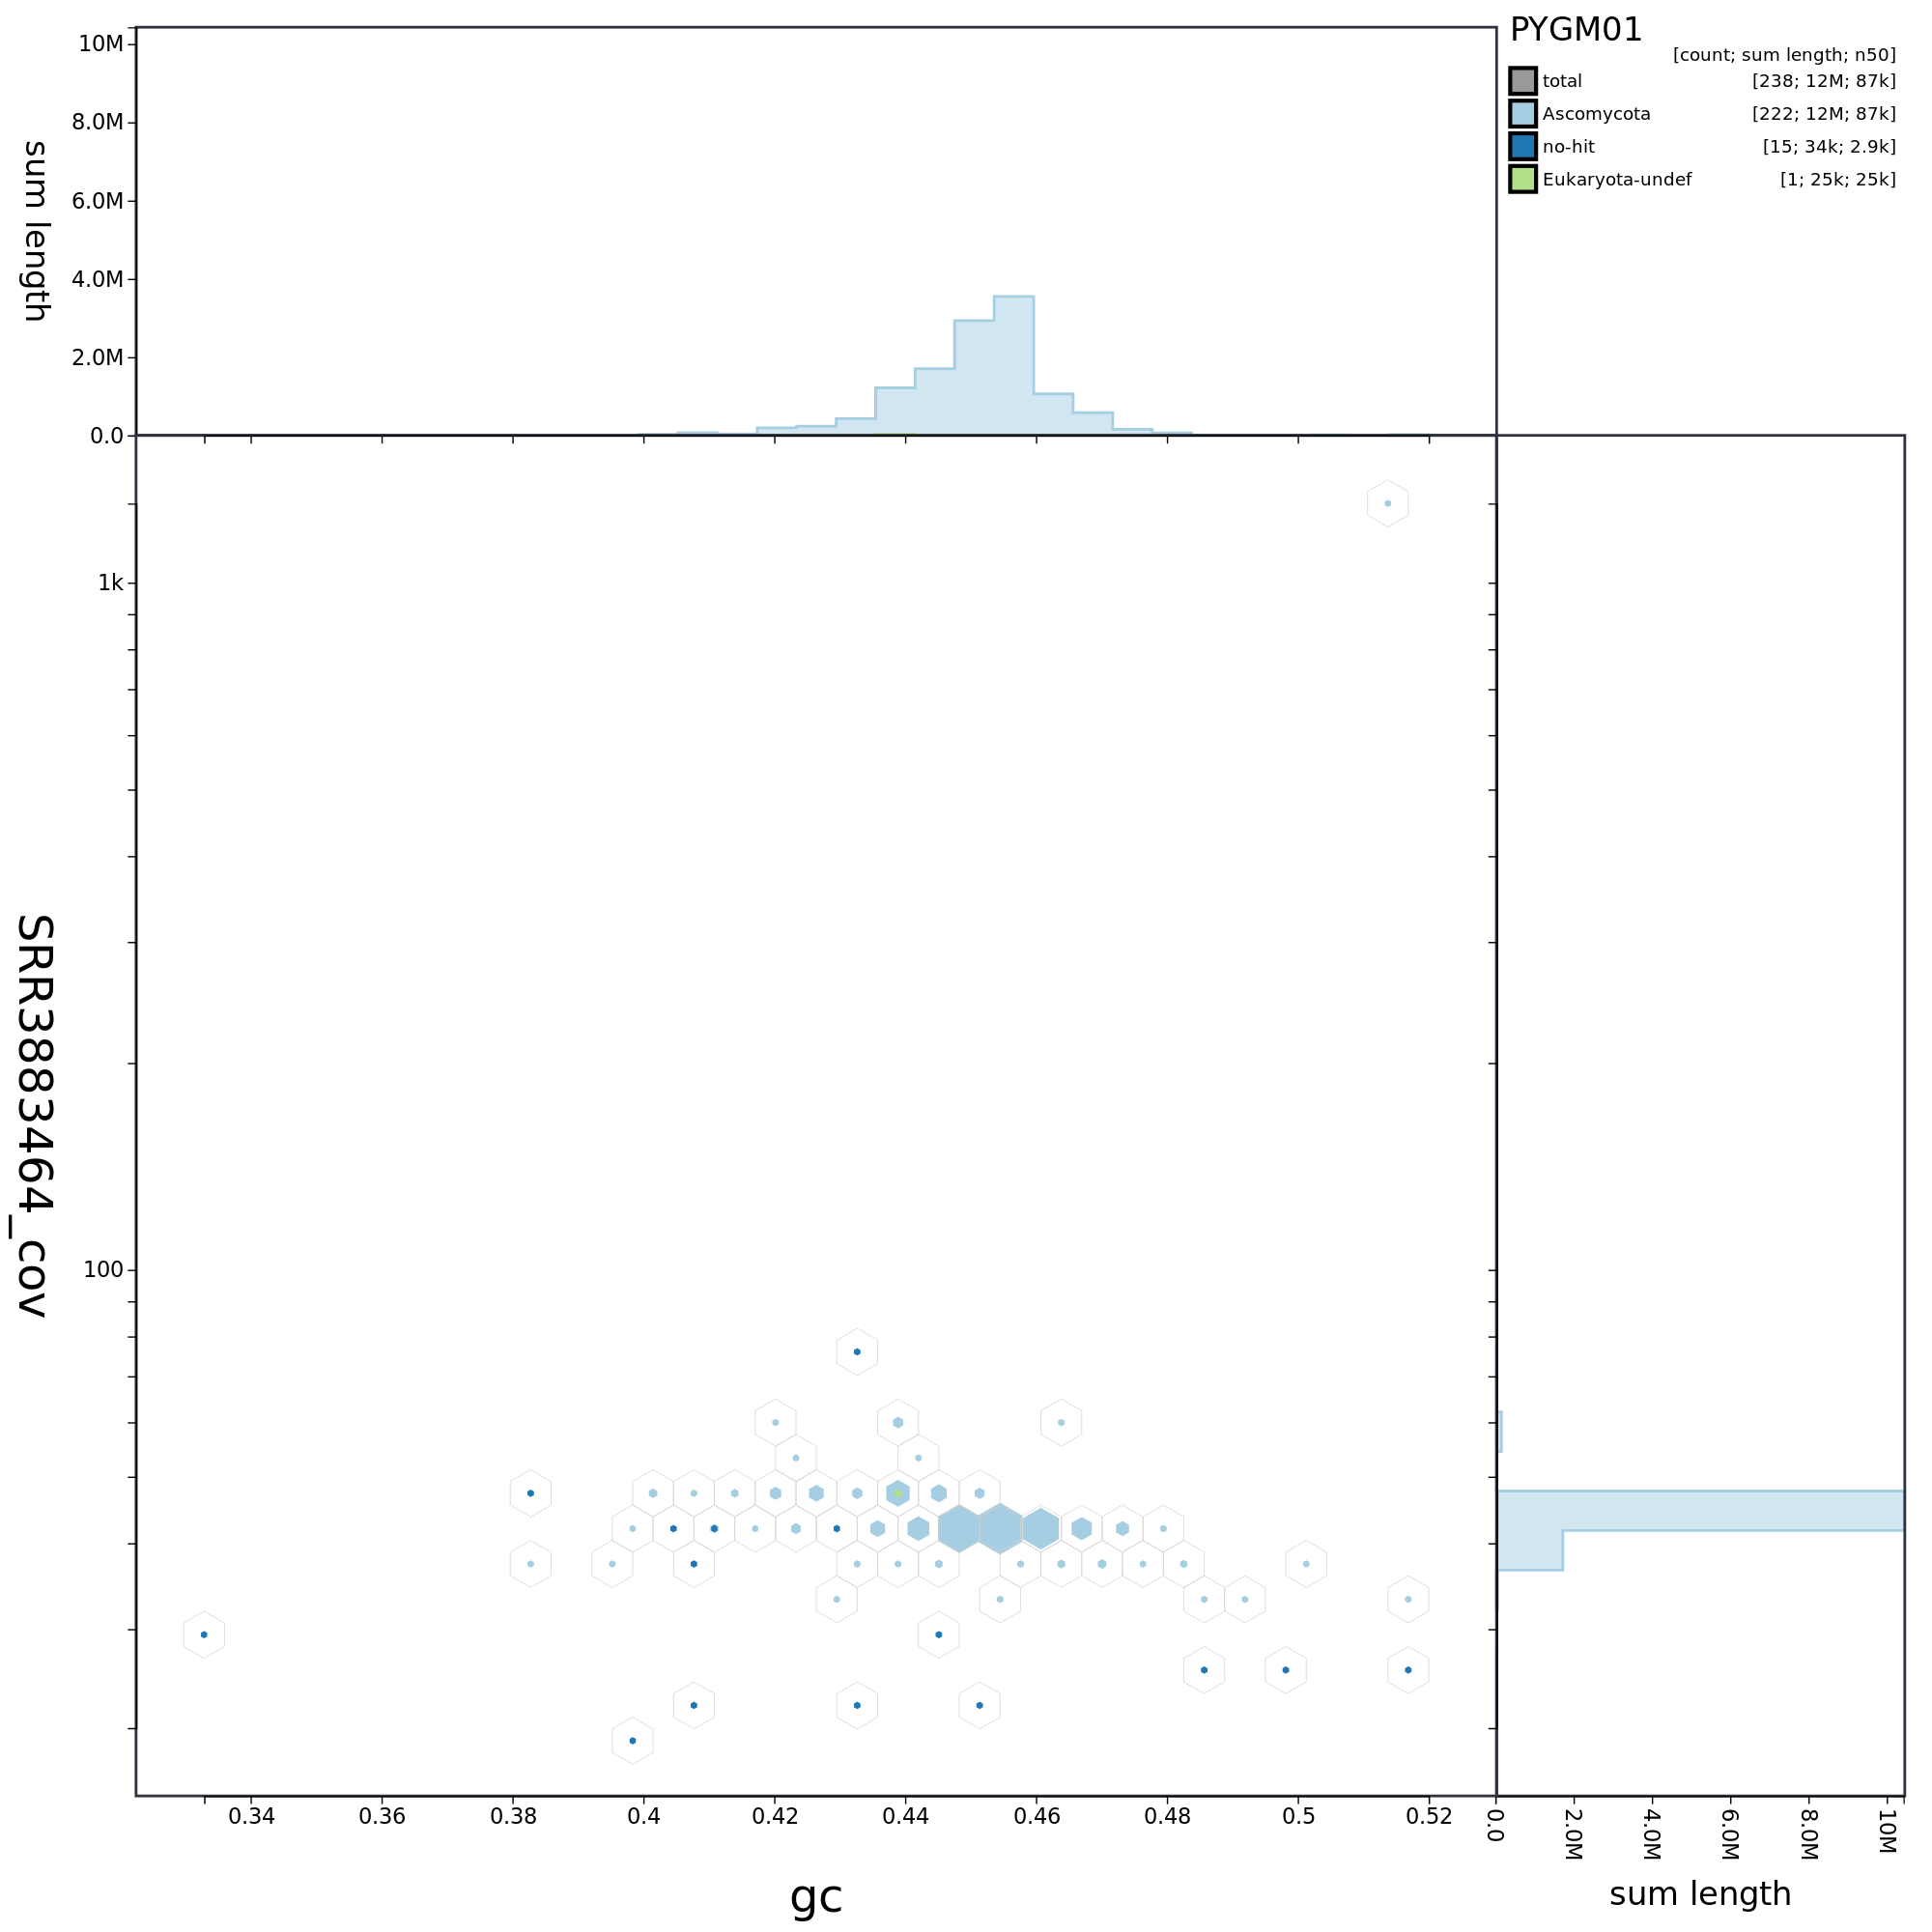 PYGM01
[count; sum length; n50]
total [238; 12M; 87k]
Ascomycota [222; 12M; 87k]
no-hit [15; 34k; 2.9k]
Eukaryota-undef [1; 25k; 25k]
sum length
10M
8.0M
6.0M
4.0M
2.0M
0.0
SRR3883464_cov
1k
100
0.34 0.36 0.38 0.4 0.42 0.44 0.46 0.48 0.5 0.52
gc
0.0 2.0M 4.0M 6.0M 8.0M 10M
sum length